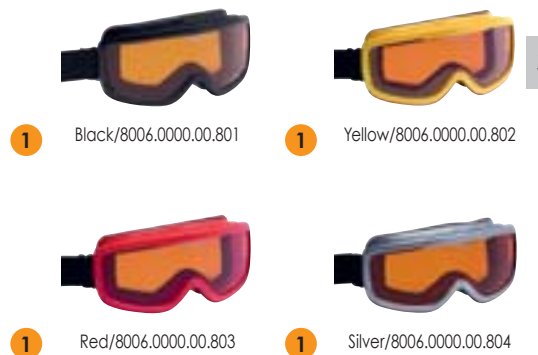 1 Black/8006.0000.00.801
1 Yellow/8006.0000.00.802
1 Red/8006.0000.00.803
1 Silver/8006.0000.00.804